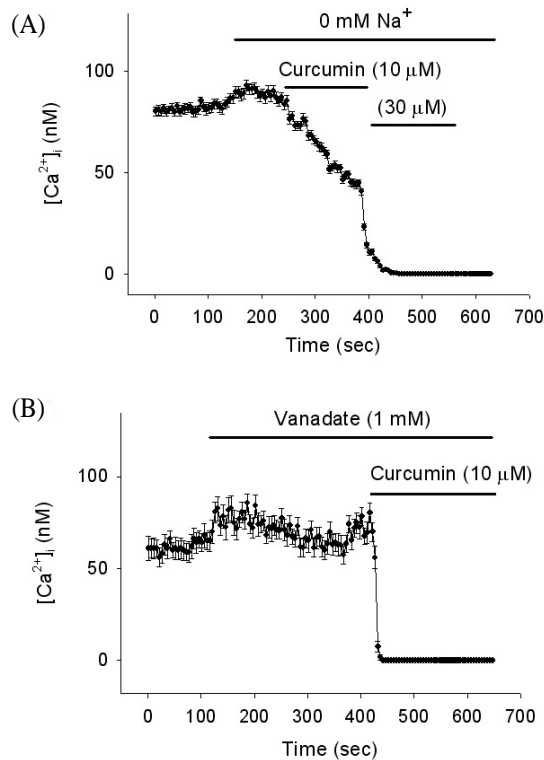 (A)
0 mM Na⁺
Curcumin (10 μM)
(30 μM)
100
50
0
[Ca²⁺]ᵢ (nM)
0 100 200 300 400 500 600 700
Time (sec)
(B)
Vanadate (1 mM)
Curcumin (10 μM)
100
50
0
[Ca²⁺]ᵢ (nM)
0 100 200 300 400 500 600 700
Time (sec)